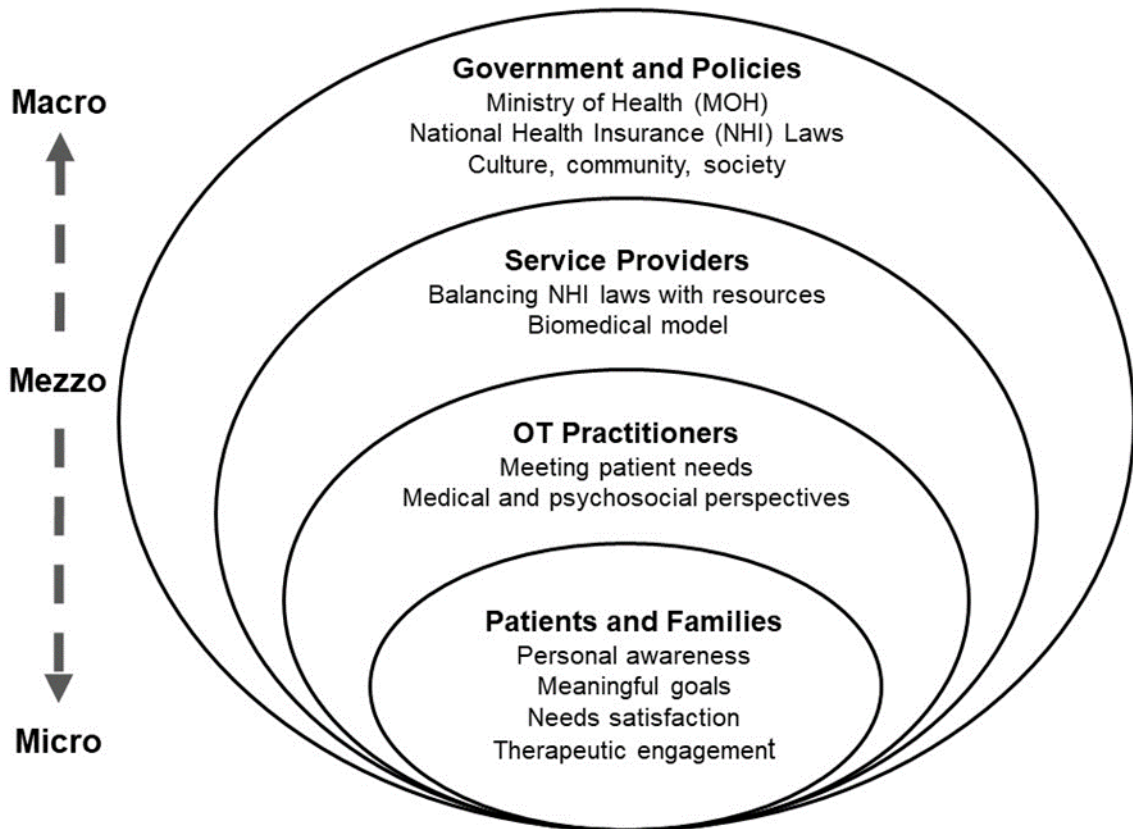 Macro
Mezzo
Micro
Government and Policies
Ministry of Health (MOH)
National Health Insurance (NHI) Laws
Culture, community, society
Service Providers
Balancing NHI laws with resources
Biomedical model
OT Practitioners
Meeting patient needs
Medical and psychosocial perspectives
Patients and Families
Personal awareness
Meaningful goals
Needs satisfaction
Therapeutic engagement